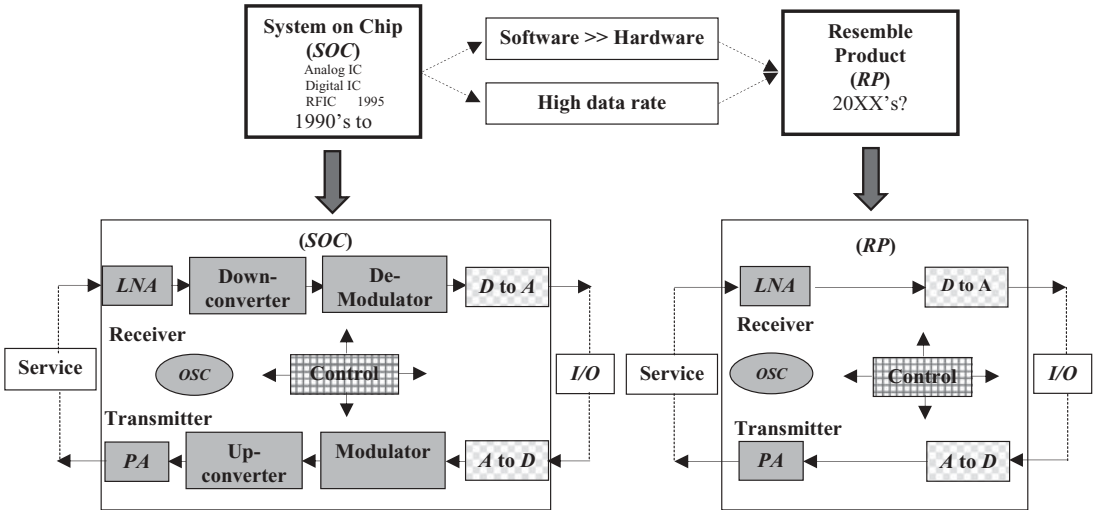 System on Chip
(SOC)
Analog IC
Digital IC
RFIC 1995
1990's to
Software >> Hardware
High data rate
Resemble
Product
(RP)
20XX's?
(SOC)
LNA
Down-
converter
De-
Modulator
D to A
Receiver
Service
OSC
Control
I/O
Transmitter
PA
Up-
converter
Modulator
A to D
(RP)
LNA
D to A
Receiver
Service
OSC
Control
I/O
Transmitter
PA
A to D